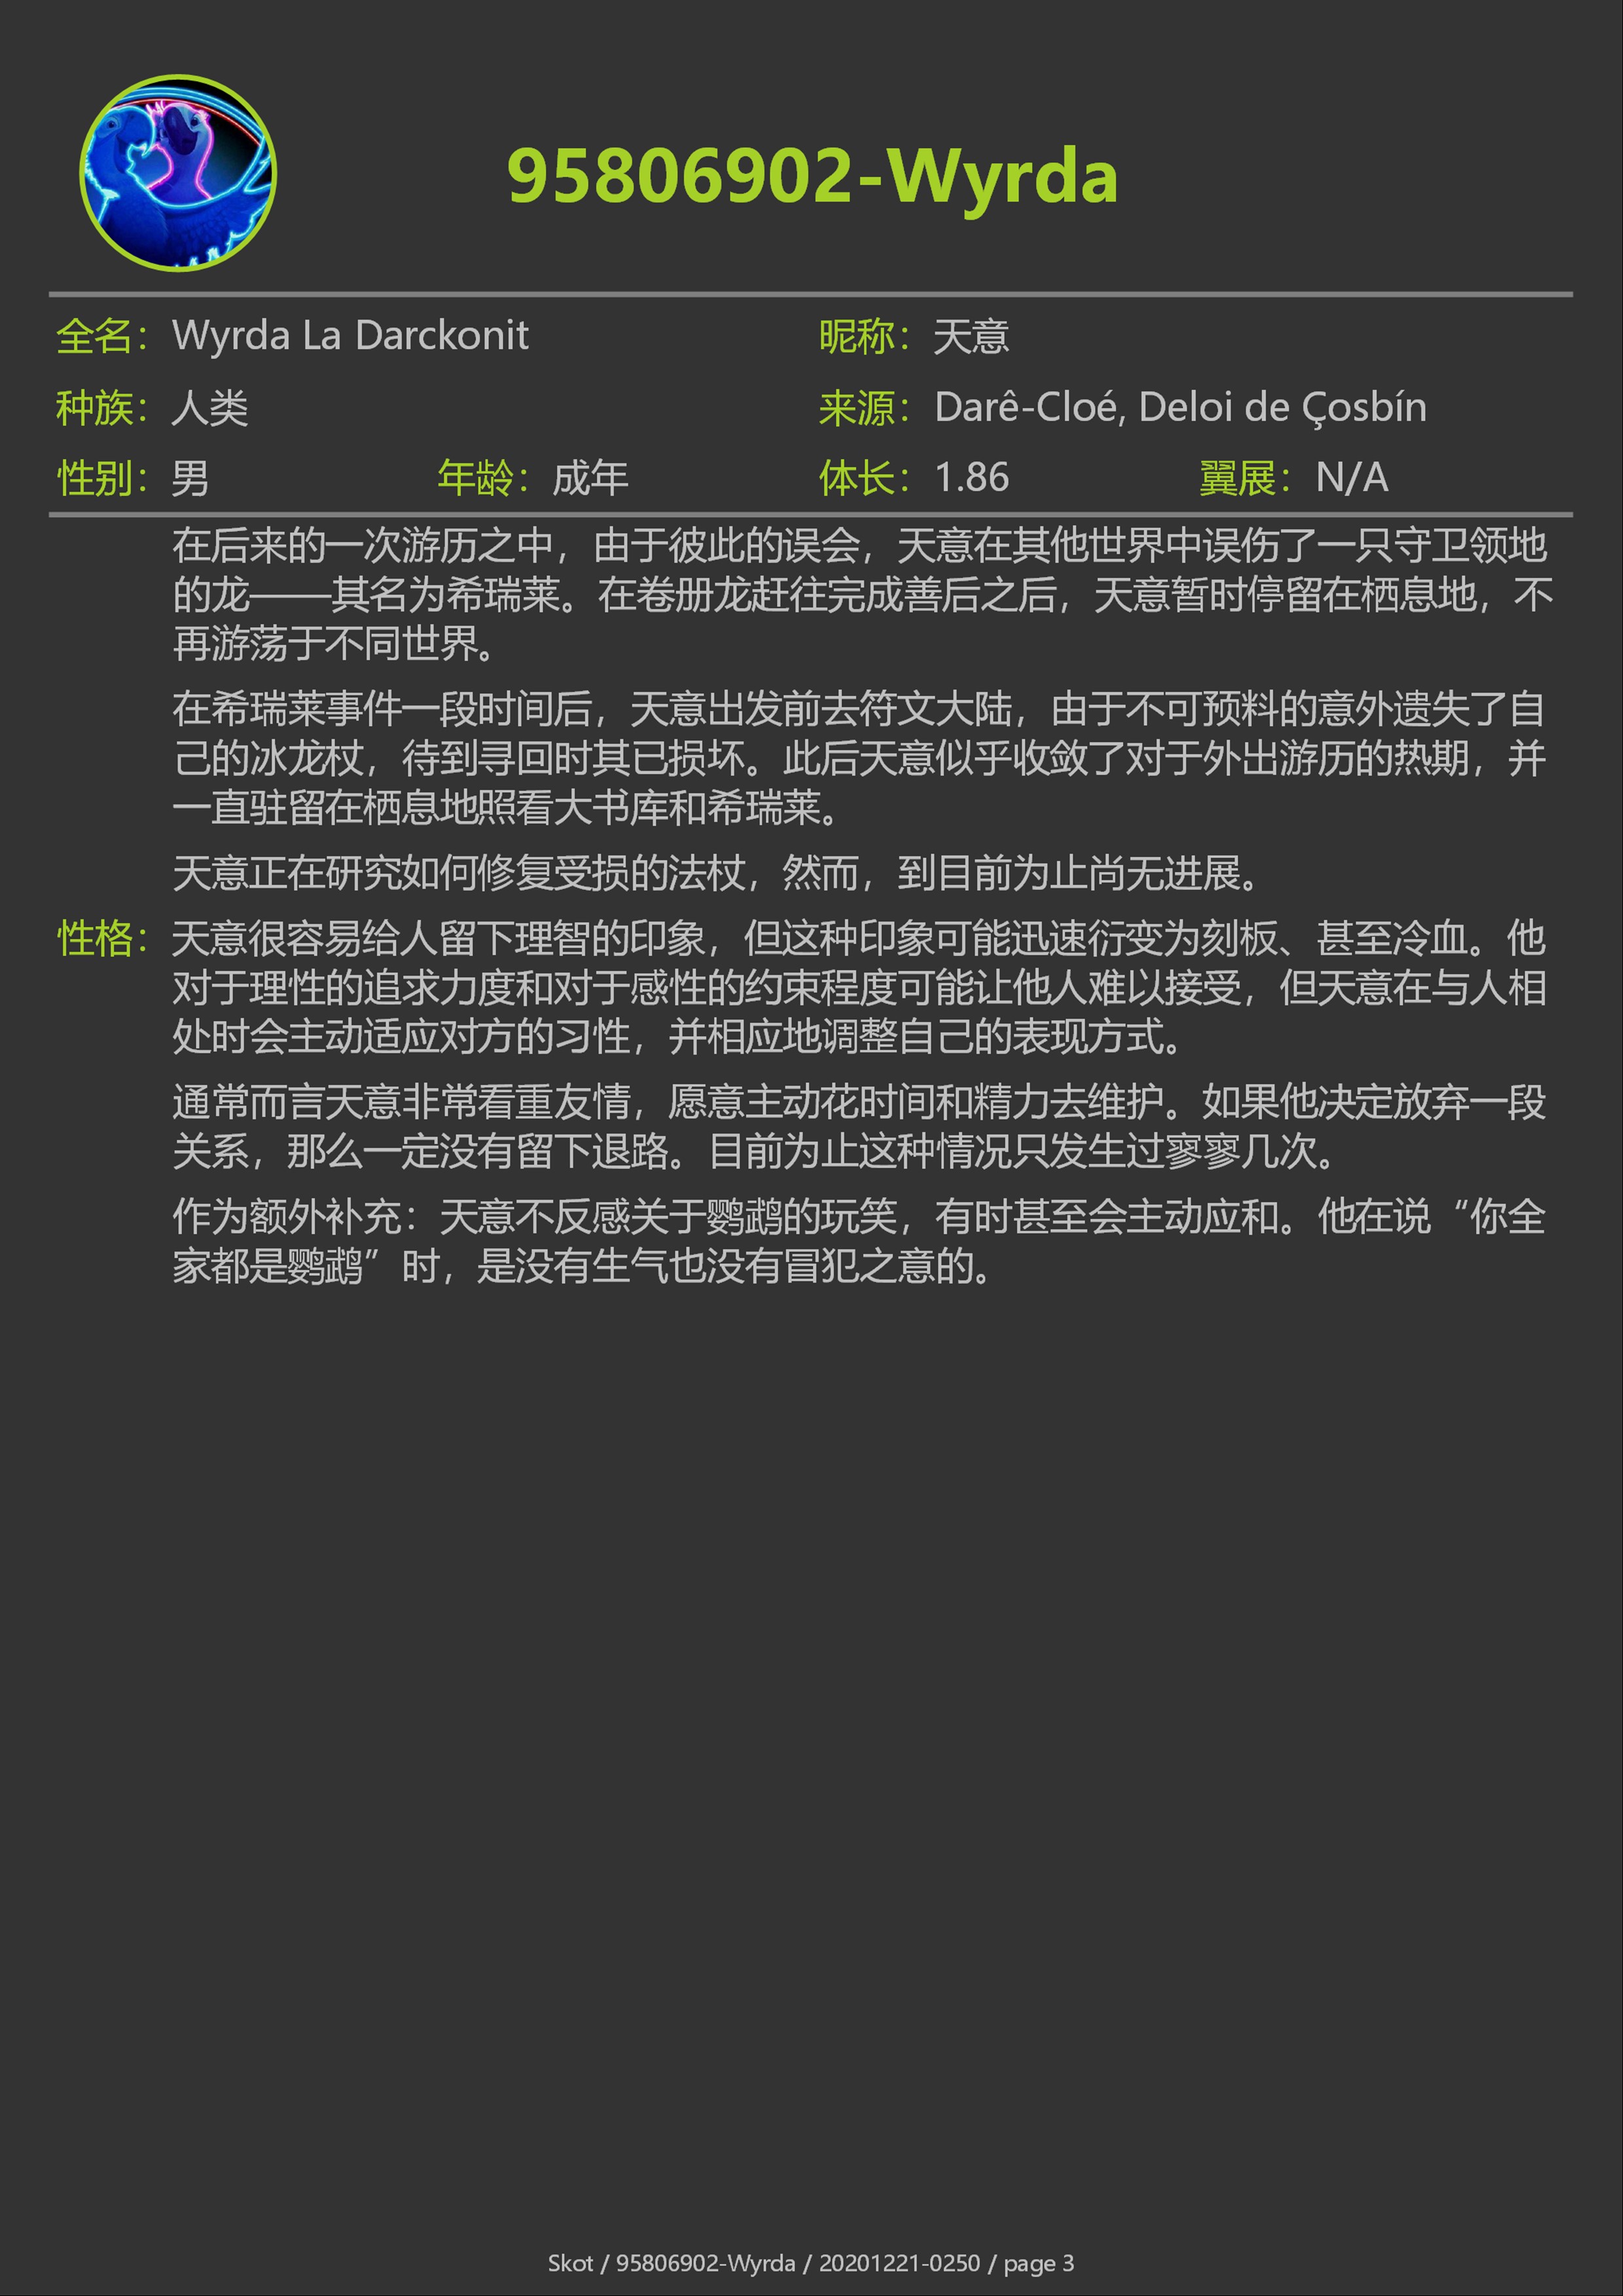 95806902-Wyrda
全名：Wyrda La Darckonit 昵称：天意
种族：人类 来源：Darê-Cloé, Deloi de Çosbín
性别：男 年龄：成年 体长：1.86 翼展：N/A
在后来的一次游历之中，由于彼此的误会，天意在其他世界中误伤了一只守卫领地
的龙——其名为希瑞莱。在卷册龙赶往完成善后之后，天意暂时停留在栖息地，不
再游荡于不同世界。
在希瑞莱事件一段时间后，天意出发前去符文大陆，由于不可预料的意外遗失了自
己的冰龙杖，待到寻回时其已损坏。此后天意似乎收敛了对于外出游历的热期，并
一直驻留在栖息地照看大书库和希瑞莱。
天意正在研究如何修复受损的法杖，然而，到目前为止尚无进展。
性格：天意很容易给人留下理智的印象，但这种印象可能迅速衍变为刻板、甚至冷血。他
对于理性的追求力度和对于感性的约束程度可能让他人难以接受，但天意在与人相
处时会主动适应对方的习性，并相应地调整自己的表现方式。
通常而言天意非常看重友情，愿意主动花时间和精力去维护。如果他决定放弃一段
关系，那么一定没有留下退路。目前为止这种情况只发生过寥寥几次。
作为额外补充：天意不反感关于鹦鹉的玩笑，有时甚至会主动应和。他在说“你全
家都是鹦鹉”时，是没有生气也没有冒犯之意的。
Skot / 95806902-Wyrda / 20201221-0250 / page 3